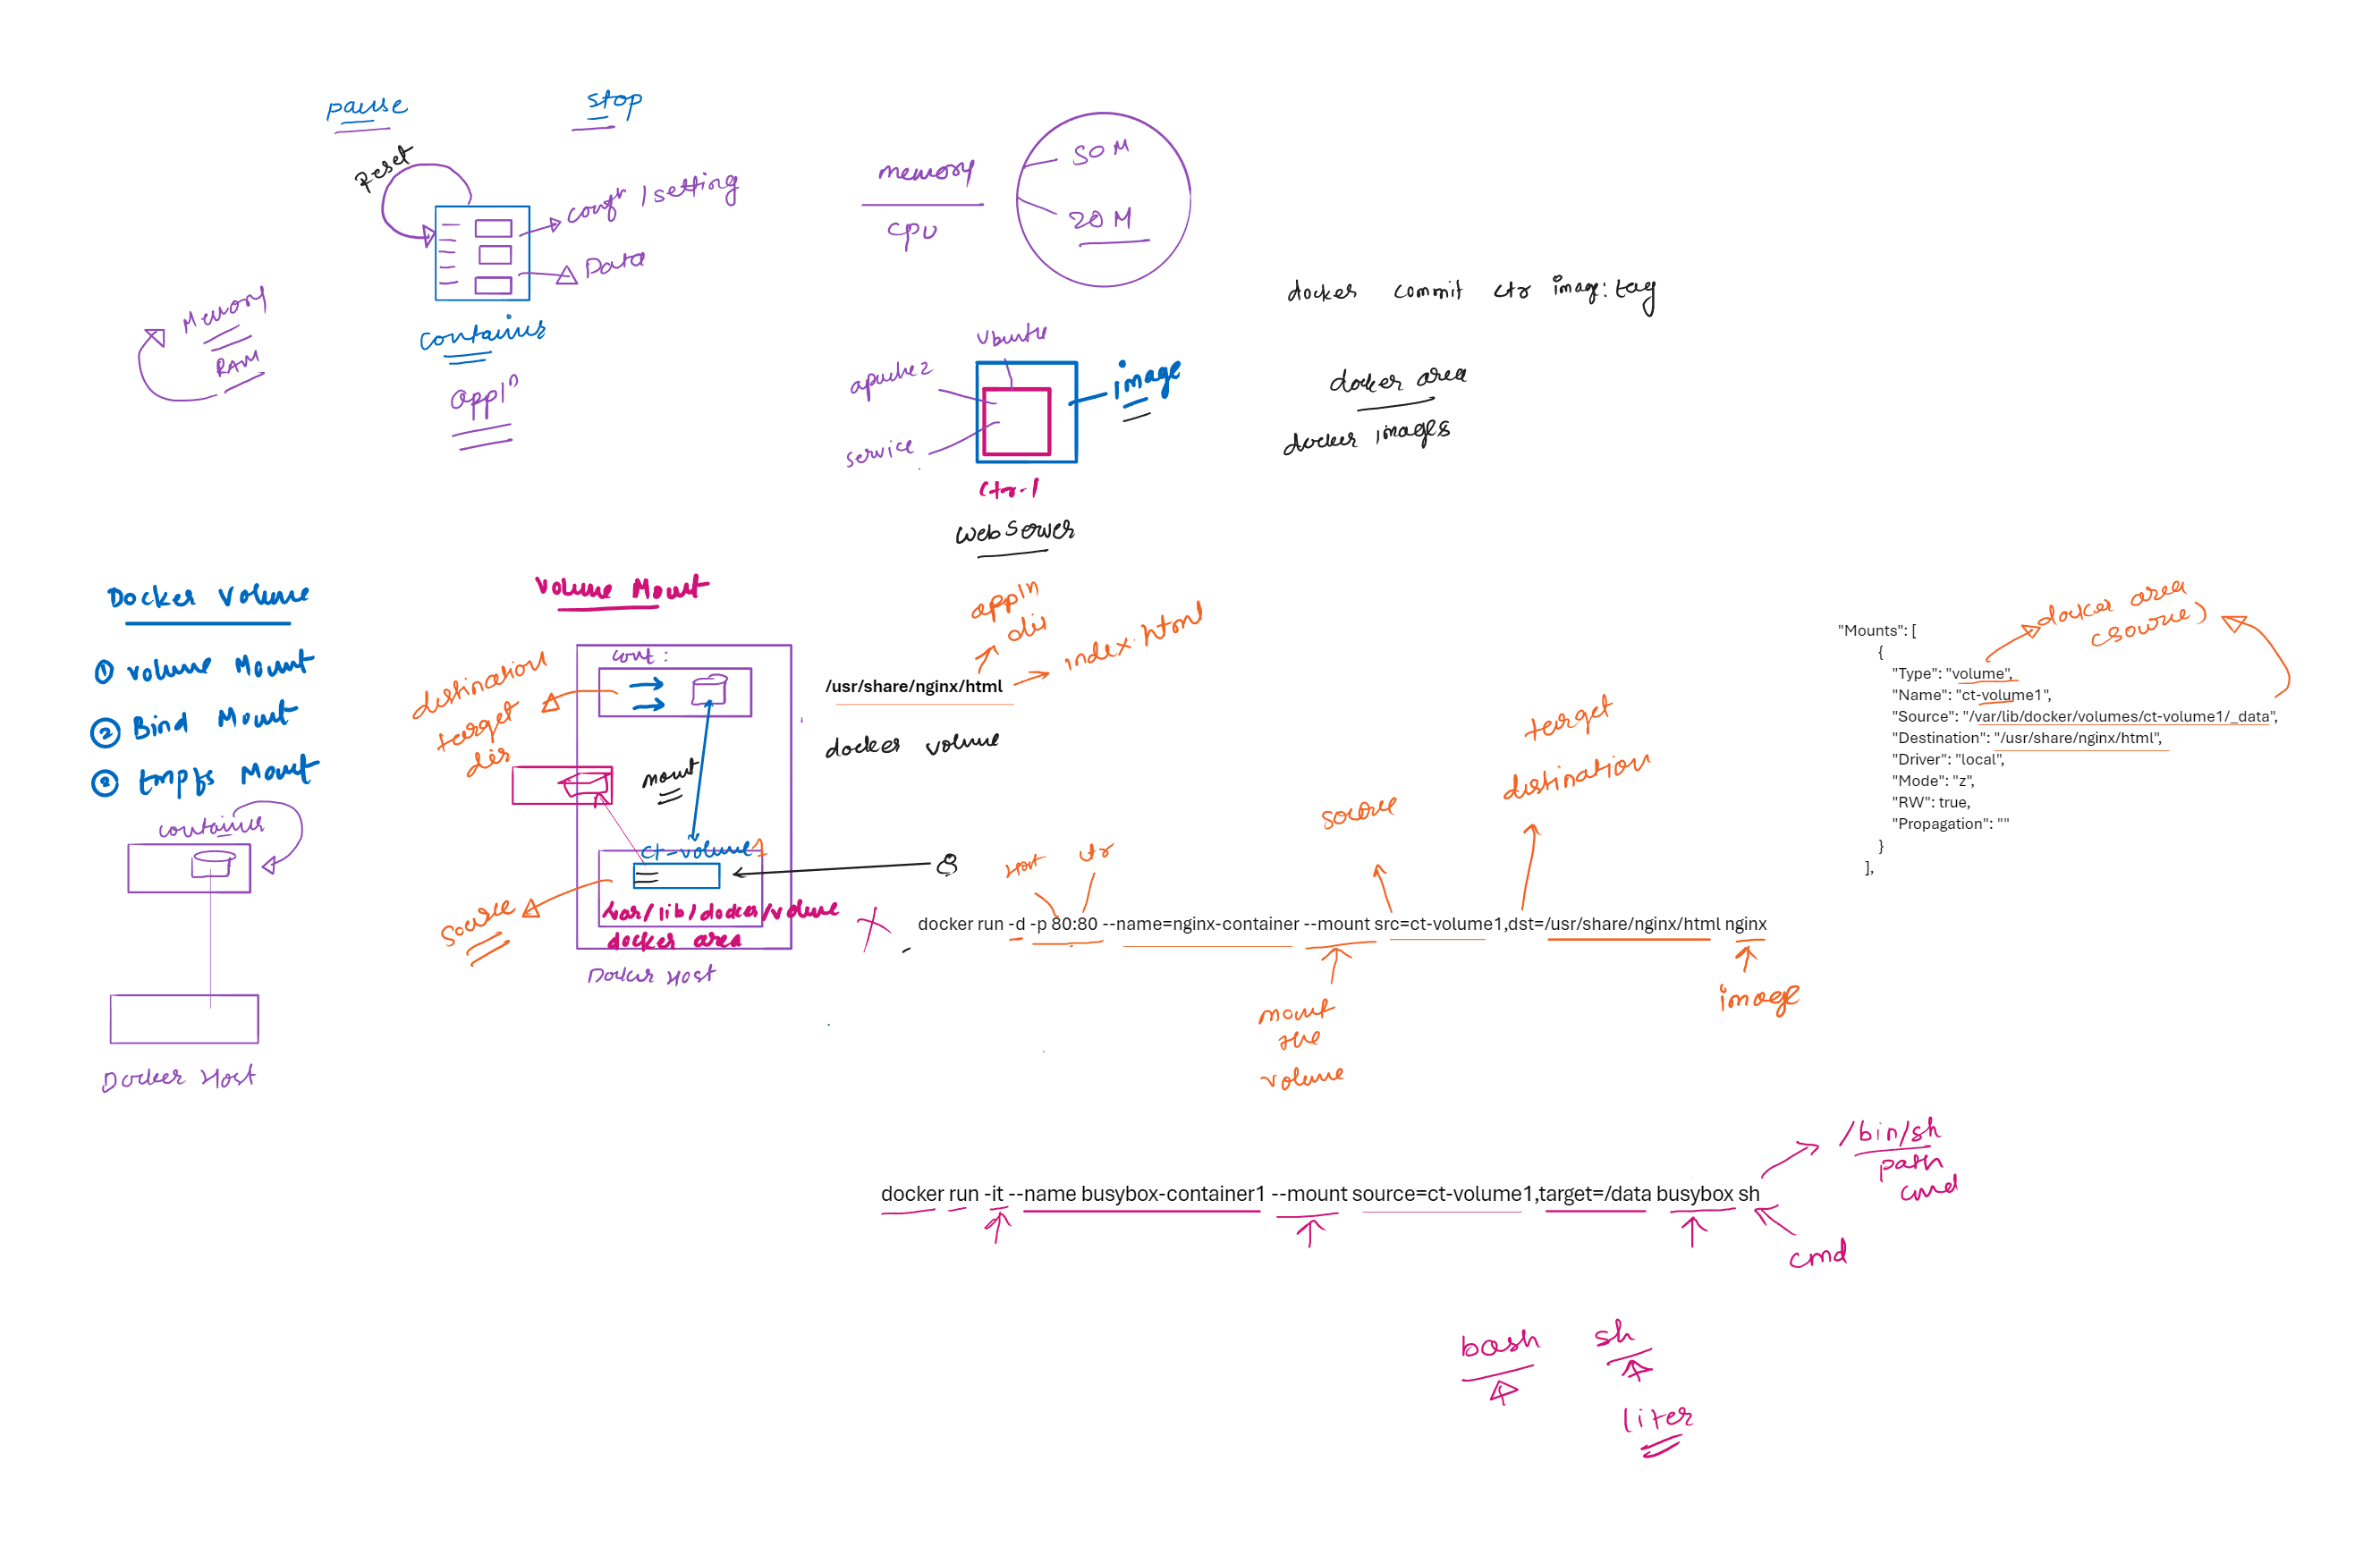 pause
stop
Reset
confn / setting
Data
Container
appln
Memory
RAM
memory
CPU
50 M
20 M
docker commit ctr image:tag
Ubuntu
apache2
service
image
ctr-1
webserver
docker area
docker images
Docker Volume
① Volume Mount
② Bind Mount
③ tmpfs Mount
container
Docker Host
Volume Mount
cont :
destination
target
dir
mount
ct-volume1
source
var/lib/docker/volume
docker area
Docker Host
appln
dir
/usr/share/nginx/html
index.html
docker volume
"Mounts": [
{
"Type": "volume",
"Name": "ct-volume1",
"Source": "/var/lib/docker/volumes/ct-volume1/_data",
"Destination": "/usr/share/nginx/html",
"Driver": "local",
"Mode": "z",
"RW": true,
"Propagation": ""
}
],
docker area
(source)
Host
ctr
source
target
destination
docker run -d -p 80:80 --name=nginx-container --mount src=ct-volume1,dst=/usr/share/nginx/html nginx
mount
the
volume
image
docker run -it --name busybox-container1 --mount source=ct-volume1,target=/data busybox sh
/bin/sh
path
cmd
cmd
bash
sh
liter